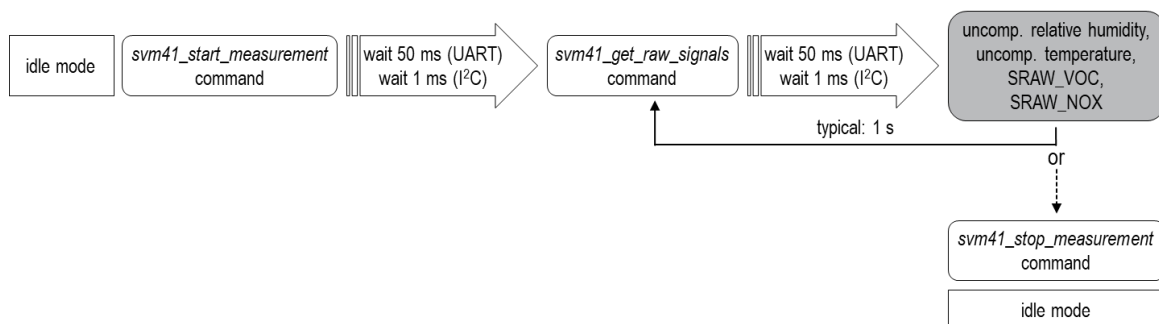 idle mode
svm41_start_measurement
command
wait 50 ms (UART)
wait 1 ms (I²C)
svm41_get_raw_signals
command
wait 50 ms (UART)
wait 1 ms (I²C)
uncomp. relative humidity,
uncomp. temperature,
SRAW_VOC,
SRAW_NOX
typical: 1 s
or
svm41_stop_measurement
command
idle mode